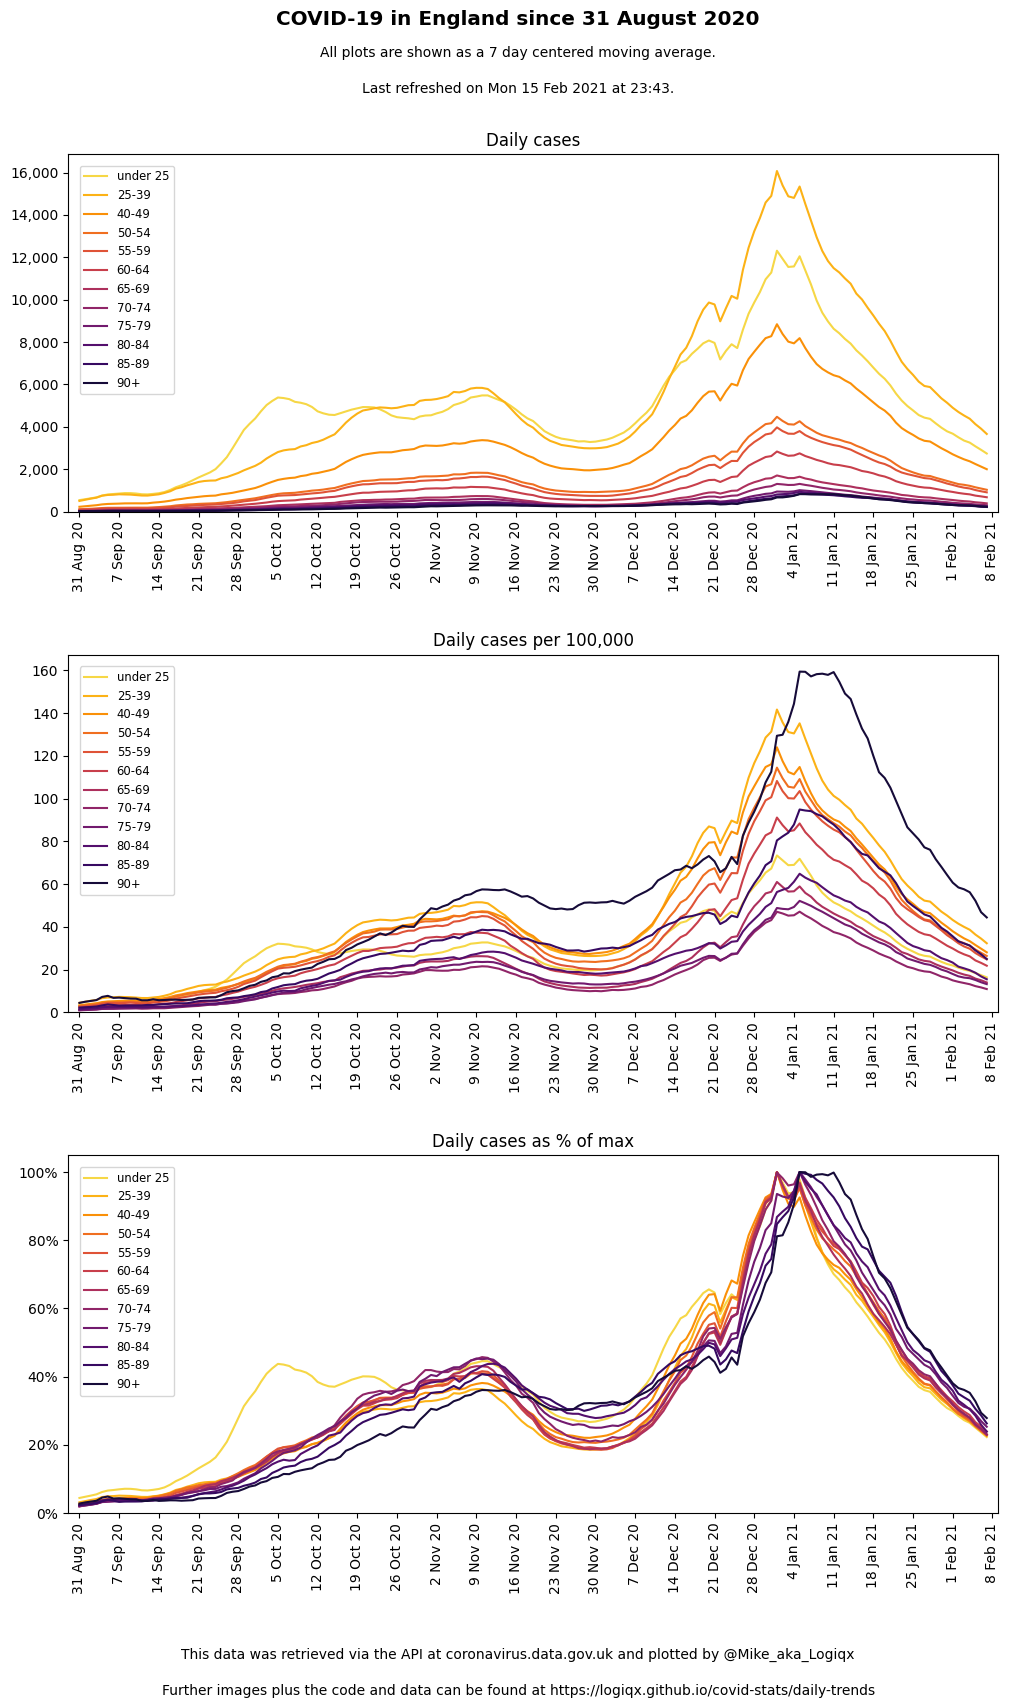 COVID-19 in England since 31 August 2020
All plots are shown as a 7 day centered moving average.
Last refreshed on Mon 15 Feb 2021 at 23:43.
Daily cases
16,000
14,000
12,000
10,000
8,000
6,000
4,000
2,000
0
under 25
25-39
40-49
50-54
55-59
60-64
65-69
70-74
75-79
80-84
85-89
90+
31 Aug 20
7 Sep 20
14 Sep 20
21 Sep 20
28 Sep 20
5 Oct 20
12 Oct 20
19 Oct 20
26 Oct 20
2 Nov 20
9 Nov 20
16 Nov 20
23 Nov 20
30 Nov 20
7 Dec 20
14 Dec 20
21 Dec 20
28 Dec 20
4 Jan 21
11 Jan 21
18 Jan 21
25 Jan 21
1 Feb 21
8 Feb 21
Daily cases per 100,000
160
140
120
100
80
60
40
20
0
under 25
25-39
40-49
50-54
55-59
60-64
65-69
70-74
75-79
80-84
85-89
90+
31 Aug 20
7 Sep 20
14 Sep 20
21 Sep 20
28 Sep 20
5 Oct 20
12 Oct 20
19 Oct 20
26 Oct 20
2 Nov 20
9 Nov 20
16 Nov 20
23 Nov 20
30 Nov 20
7 Dec 20
14 Dec 20
21 Dec 20
28 Dec 20
4 Jan 21
11 Jan 21
18 Jan 21
25 Jan 21
1 Feb 21
8 Feb 21
Daily cases as % of max
100%
80%
60%
40%
20%
0%
under 25
25-39
40-49
50-54
55-59
60-64
65-69
70-74
75-79
80-84
85-89
90+
31 Aug 20
7 Sep 20
14 Sep 20
21 Sep 20
28 Sep 20
5 Oct 20
12 Oct 20
19 Oct 20
26 Oct 20
2 Nov 20
9 Nov 20
16 Nov 20
23 Nov 20
30 Nov 20
7 Dec 20
14 Dec 20
21 Dec 20
28 Dec 20
4 Jan 21
11 Jan 21
18 Jan 21
25 Jan 21
1 Feb 21
8 Feb 21
This data was retrieved via the API at coronavirus.data.gov.uk and plotted by @Mike_aka_Logiqx
Further images plus the code and data can be found at https://logiqx.github.io/covid-stats/daily-trends